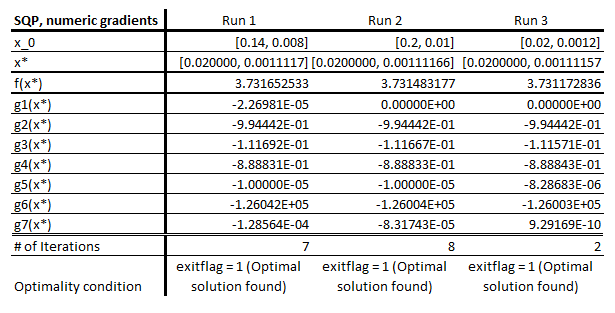 SQP, numeric gradients Run 1 Run 2 Run 3
x_0 [0.14, 0.008] [0.2, 0.01] [0.02, 0.0012]
x* [0.020000, 0.0011117] [0.0200000, 0.00111166] [0.0200000, 0.00111157
f(x*) 3.731652533 3.731483177 3.731172836
g1(x*) -2.26981E-05 0.00000E+00 0.00000E+00
g2(x*) -9.94442E-01 -9.94442E-01 -9.94442E-01
g3(x*) -1.11692E-01 -1.11667E-01 -1.11571E-01
g4(x*) -8.88831E-01 -8.88833E-01 -8.88843E-01
g5(x*) -1.00000E-05 -1.00000E-05 -8.28683E-06
g6(x*) -1.26042E+05 -1.26004E+05 -1.26003E+05
g7(x*) -1.28564E-04 -8.31743E-05 9.29169E-10
# of Iterations 7 8 2
exitflag = 1 (Optimal exitflag = 1 (Optimal exitflag = 1 (Optimal
Optimality condition solution found) solution found) solution found)